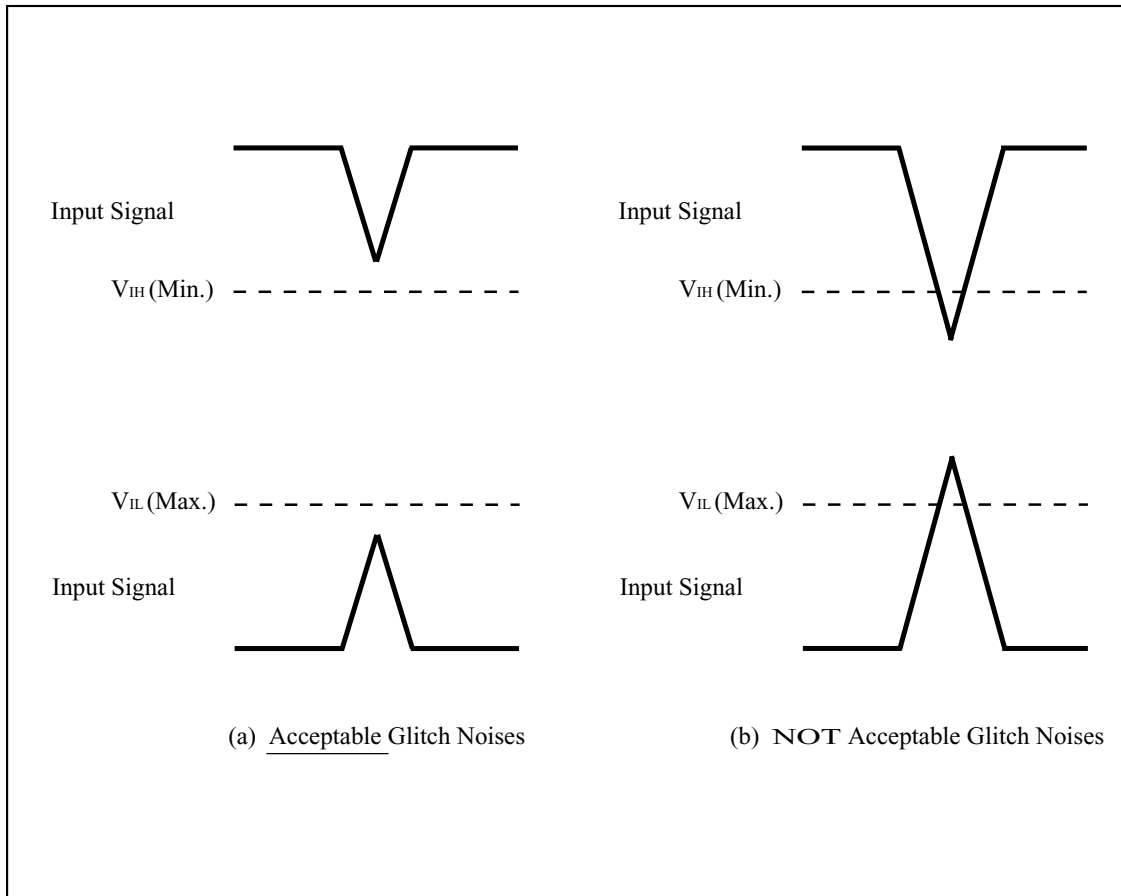 Input Signal
VIH (Min.)
VIL (Max.)
Input Signal
(a) Acceptable Glitch Noises
Input Signal
VIH (Min.)
VIL (Max.)
Input Signal
(b) NOT Acceptable Glitch Noises